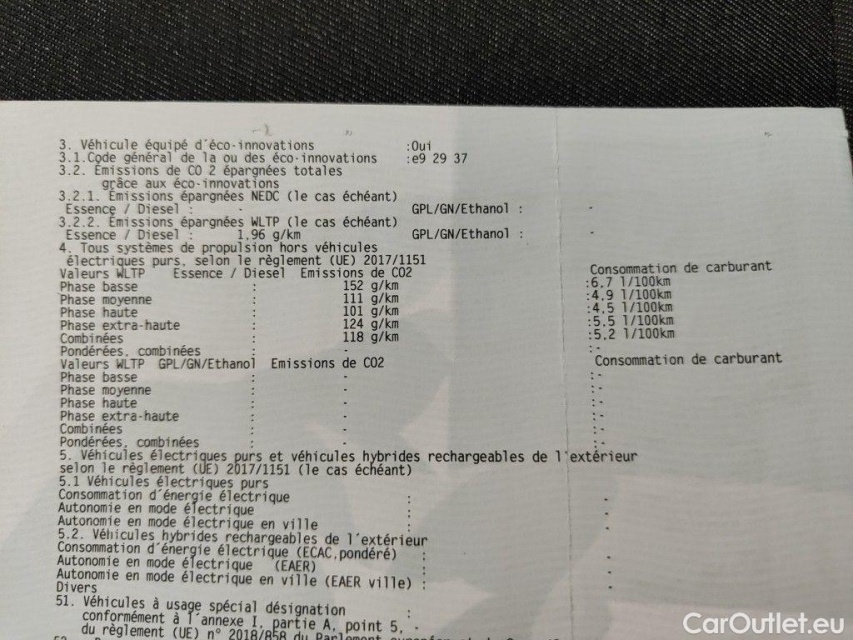 3. Véhicule équipé d'éco-innovations :Oui
3.1.Code général de la ou des éco-innovations :e9 29 37
3.2. Emissions de CO 2 épargnées totales
grâce aux éco-innovations
3.2.1. Émissions épargnées NEDC (le cas échéant)
Essence / Diesel : - GPL/GN/Ethanol : -
3.2.2. Émissions épargnées WLTP (le cas échéant)
Essence / Diesel : 1,96 g/km GPL/GN/Ethanol : -
4. Tous systèmes de propulsion hors véhicules
électriques purs, selon le règlement (UE) 2017/1151
Valeurs WLTP Essence / Diesel Emissions de CO2 Consommation de carburant
Phase basse : 152 g/km :6,7 l/100km
Phase moyenne : 111 g/km :4,9 l/100km
Phase haute : 101 g/km :4,5 l/100km
Phase extra-haute : 124 g/km :5,5 l/100km
Combinées : 118 g/km :5,2 l/100km
Pondérées, combinées : - :-
Valeurs WLTP GPL/GN/Ethanol Emissions de CO2 Consommation de carburant
Phase basse : - :-
Phase moyenne : - :-
Phase haute : - :-
Phase extra-haute : - :-
Combinées : - :-
Pondérées, combinées : - :-
5. Véhicules électriques purs et véhicules hybrides rechargeables de l'extérieur
selon le règlement (UE) 2017/1151 (le cas échéant)
5.1 Véhicules électriques purs
Consommation d'énergie électrique : -
Autonomie en mode électrique : -
Autonomie en mode électrique en ville : -
5.2. Véhicules hybrides rechargeables de l'extérieur
Consommation d'énergie électrique (ECAC,pondéré) : -
Autonomie en mode électrique (EAER) : -
Autonomie en mode électrique en ville (EAER ville) : -
Divers
51. Véhicules à usage spécial désignation :
conformément à l'annexe I, partie A, point 5, -
du règlement (UE) n° 2018/858 du Parlement
CarOutlet.eu